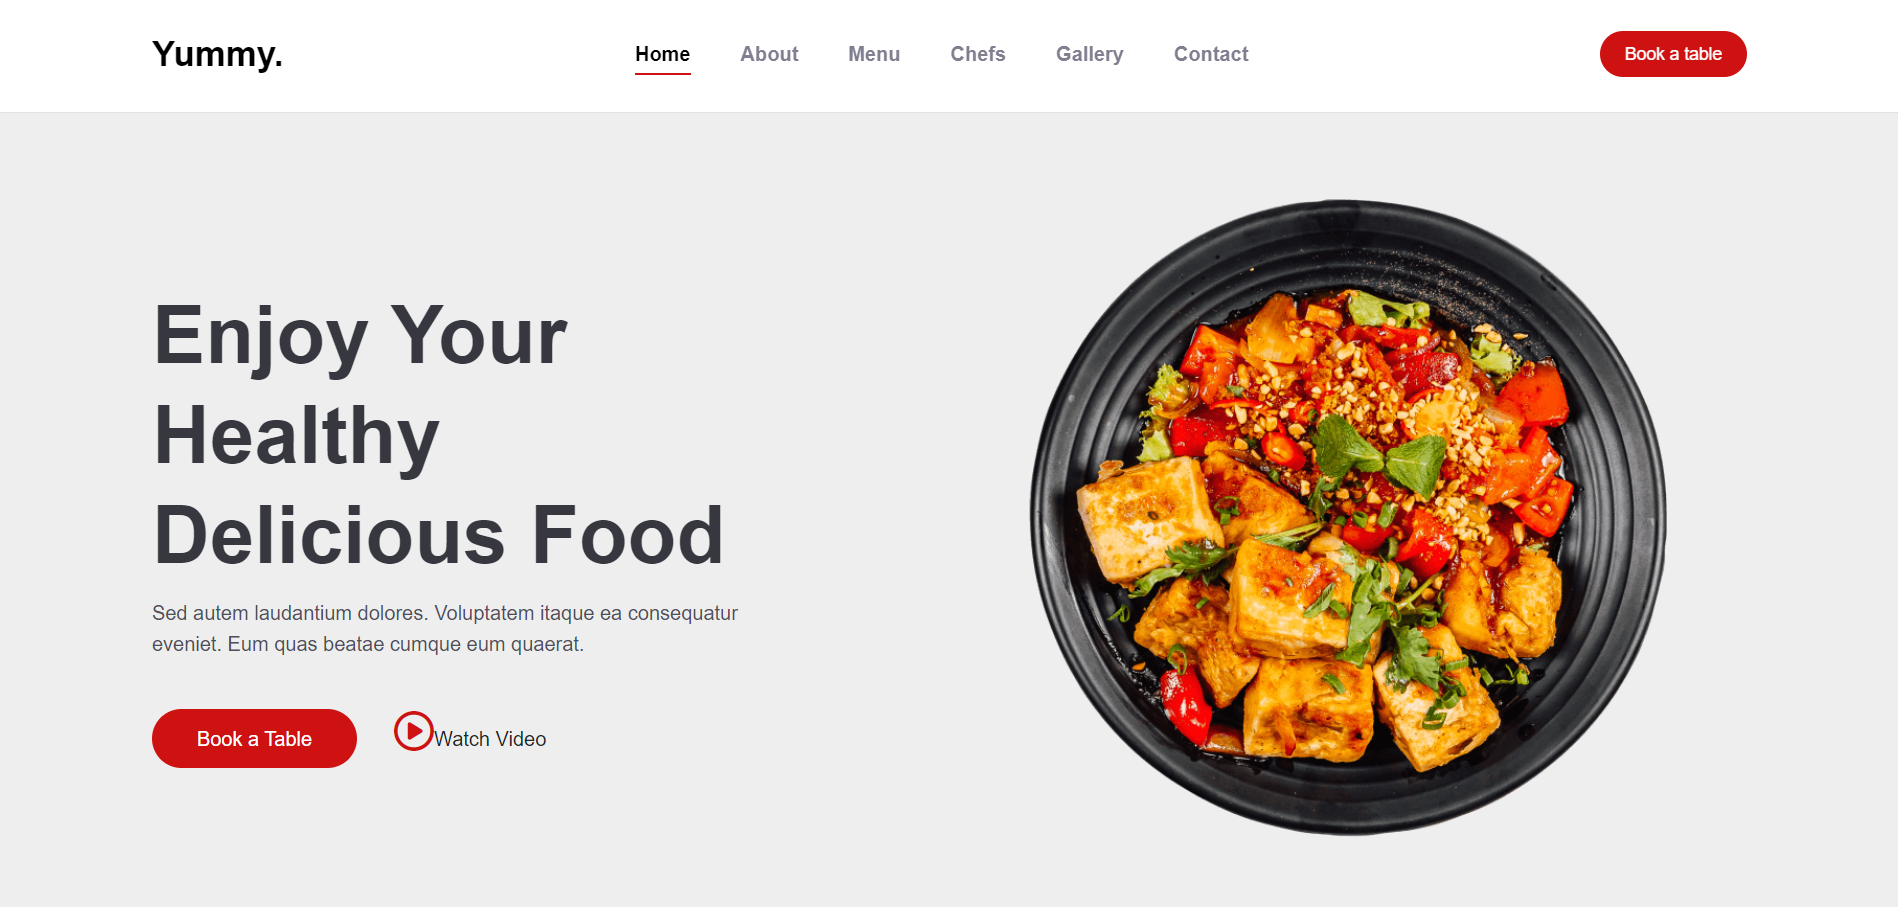 Yummy.
Home
About
Menu
Chefs
Gallery
Contact
Book a table
Enjoy Your
Healthy
Delicious Food
Sed autem laudantium dolores. Voluptatem itaque ea consequatur
eveniet. Eum quas beatae cumque eum quaerat.
Book a Table
Watch Video